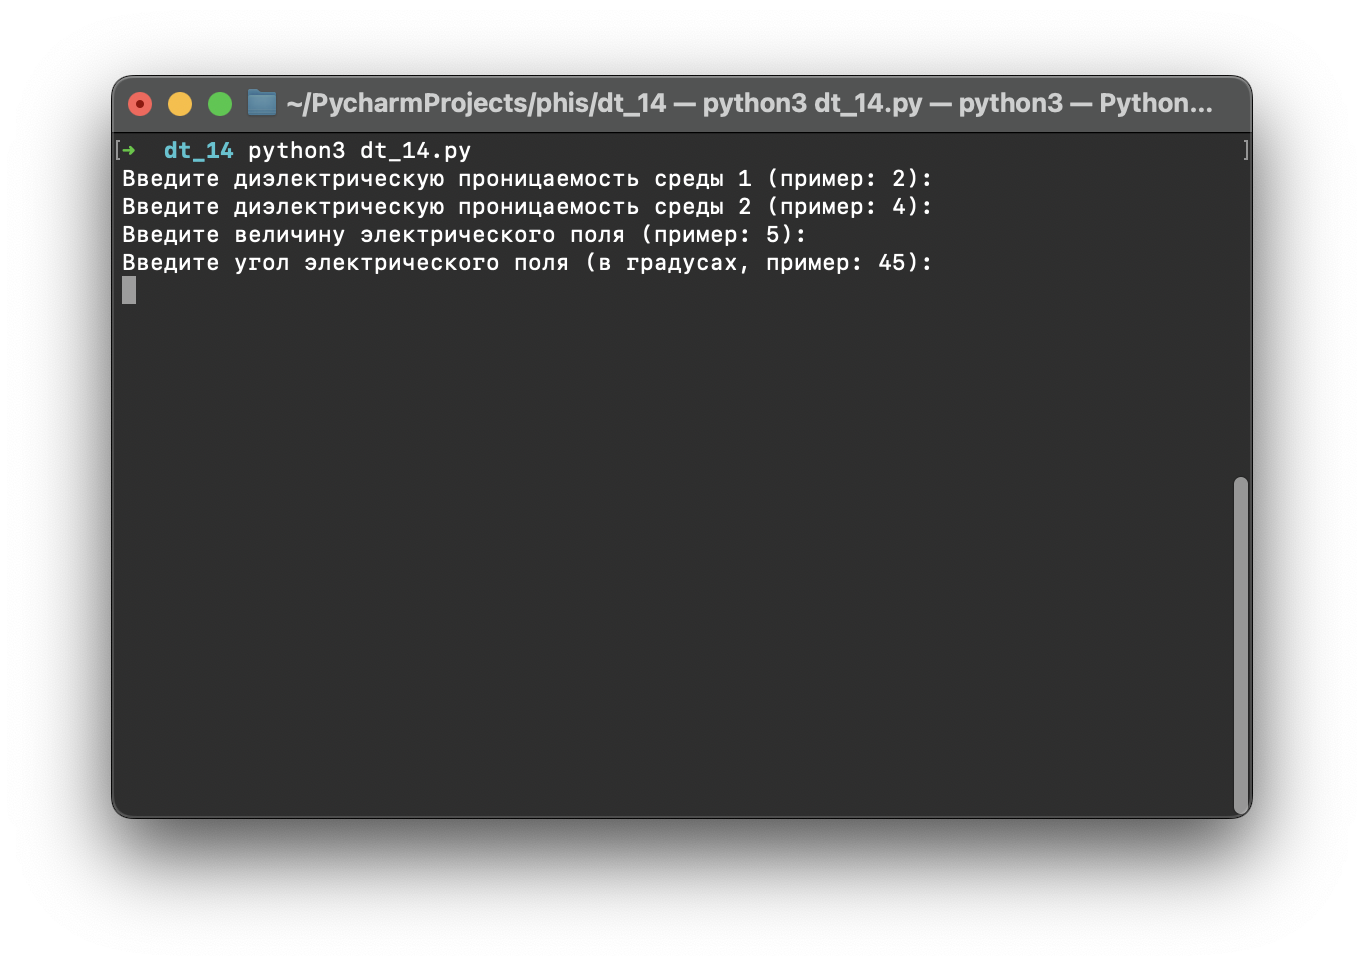 ~/PycharmProjects/phis/dt_14 — python3 dt_14.py — python3 — Python...
[➜ dt_14 python3 dt_14.py ]
Введите диэлектрическую проницаемость среды 1 (пример: 2):
Введите диэлектрическую проницаемость среды 2 (пример: 4):
Введите величину электрического поля (пример: 5):
Введите угол электрического поля (в градусах, пример: 45):